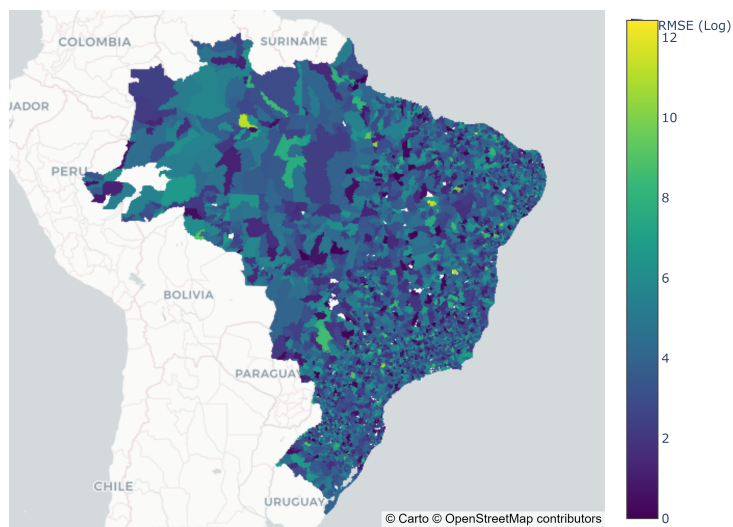 COLOMBIA
SURINAME
UADOR
PERU
BOLIVIA
PARAGUAY
CHILE
URUGUAY
© Carto © OpenStreetMap contributors
RMSE (Log)
12
10
8
6
4
2
0